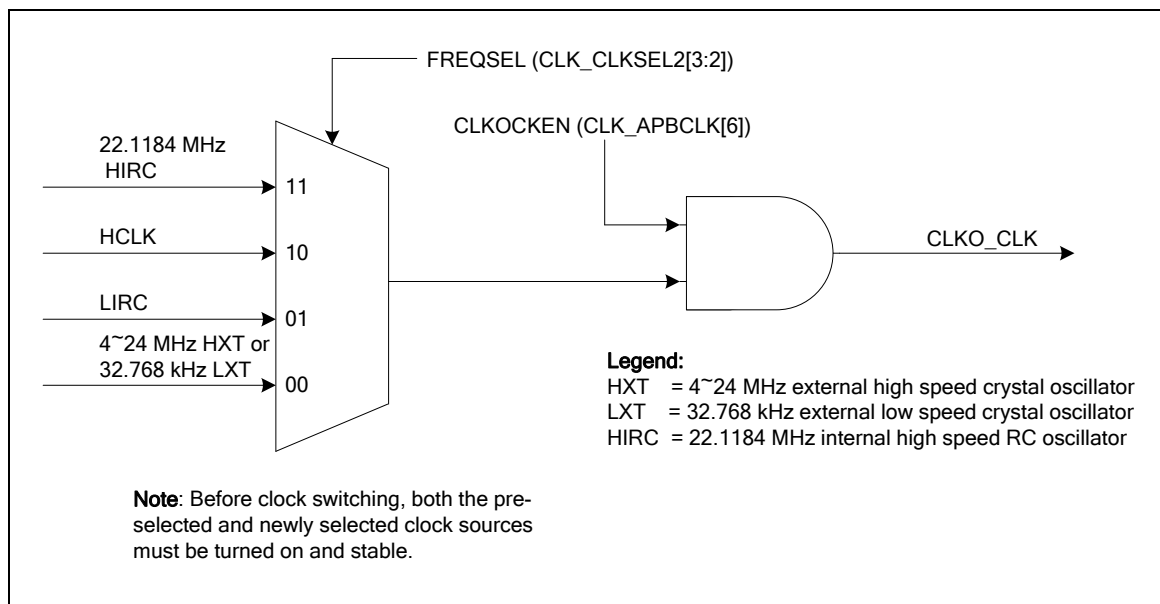 FREQSEL (CLK_CLKSEL2[3:2])
CLKOCKEN (CLK_APBCLK[6])
22.1184 MHz
HIRC
11
HCLK
10
CLKO_CLK
LIRC
01
4~24 MHz HXT or
32.768 kHz LXT
00
Legend:
HXT = 4~24 MHz external high speed crystal oscillator
LXT = 32.768 kHz external low speed crystal oscillator
HIRC = 22.1184 MHz internal high speed RC oscillator
Note: Before clock switching, both the pre-
selected and newly selected clock sources
must be turned on and stable.